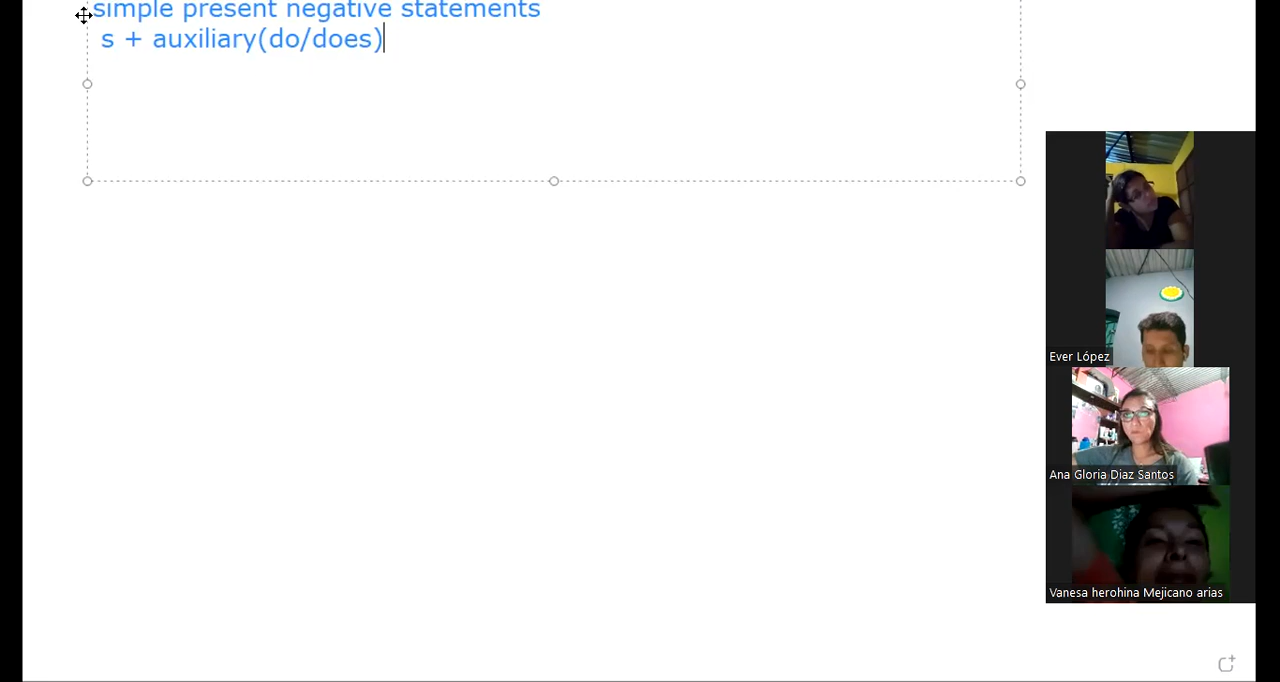 simple present negative statements
s + auxiliary(do/does)
Ever López
Ana Gloria Diaz Santos
Vanesa herohina Mejicano arias